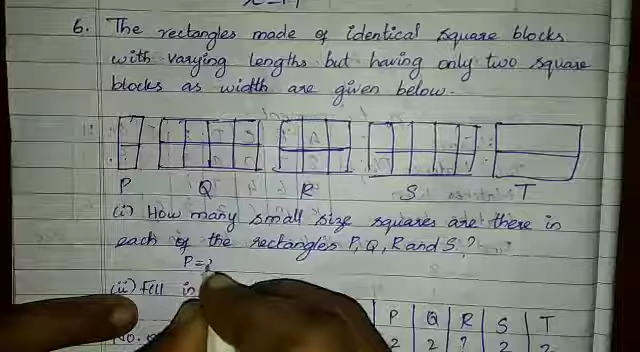 6. The rectangles made of identical square blocks
with varying lengths but having only two square
blocks as width are given below.
P Q R S T
(i) How many small size squares are there in
each of the rectangles P, Q, R and S?
P =
(ii) Fill in
P Q R S T
No. 2 2 2 2 2